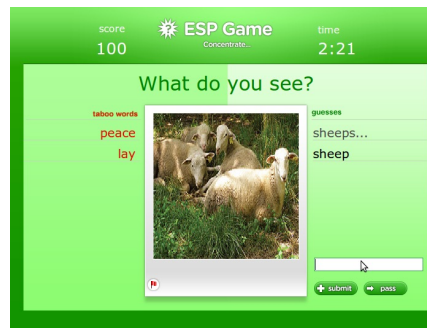 score
100
ESP Game
Concentrate...
time
2:21
What do you see?
taboo words
peace
lay
guesses
sheeps...
sheep
submit
pass